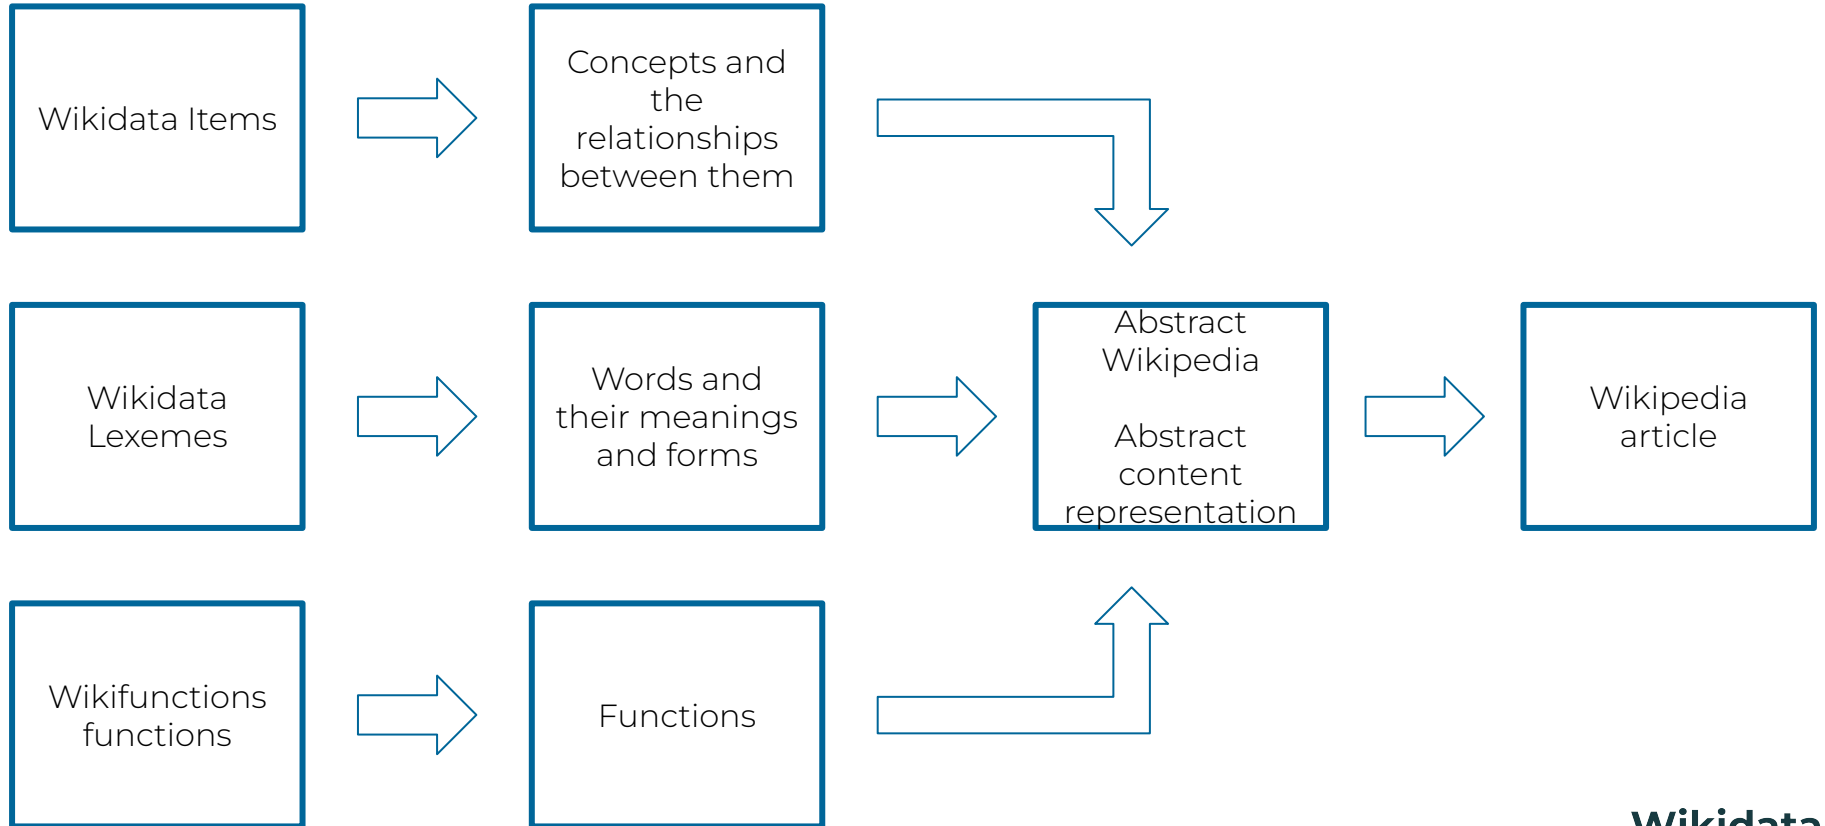 Wikidata Items
Concepts and
the
relationships
between them
Wikidata
Lexemes
Words and
their meanings
and forms
Abstract
Wikipedia
Abstract
content
representation
Wikipedia
article
Wikifunctions
functions
Functions
Wikidata